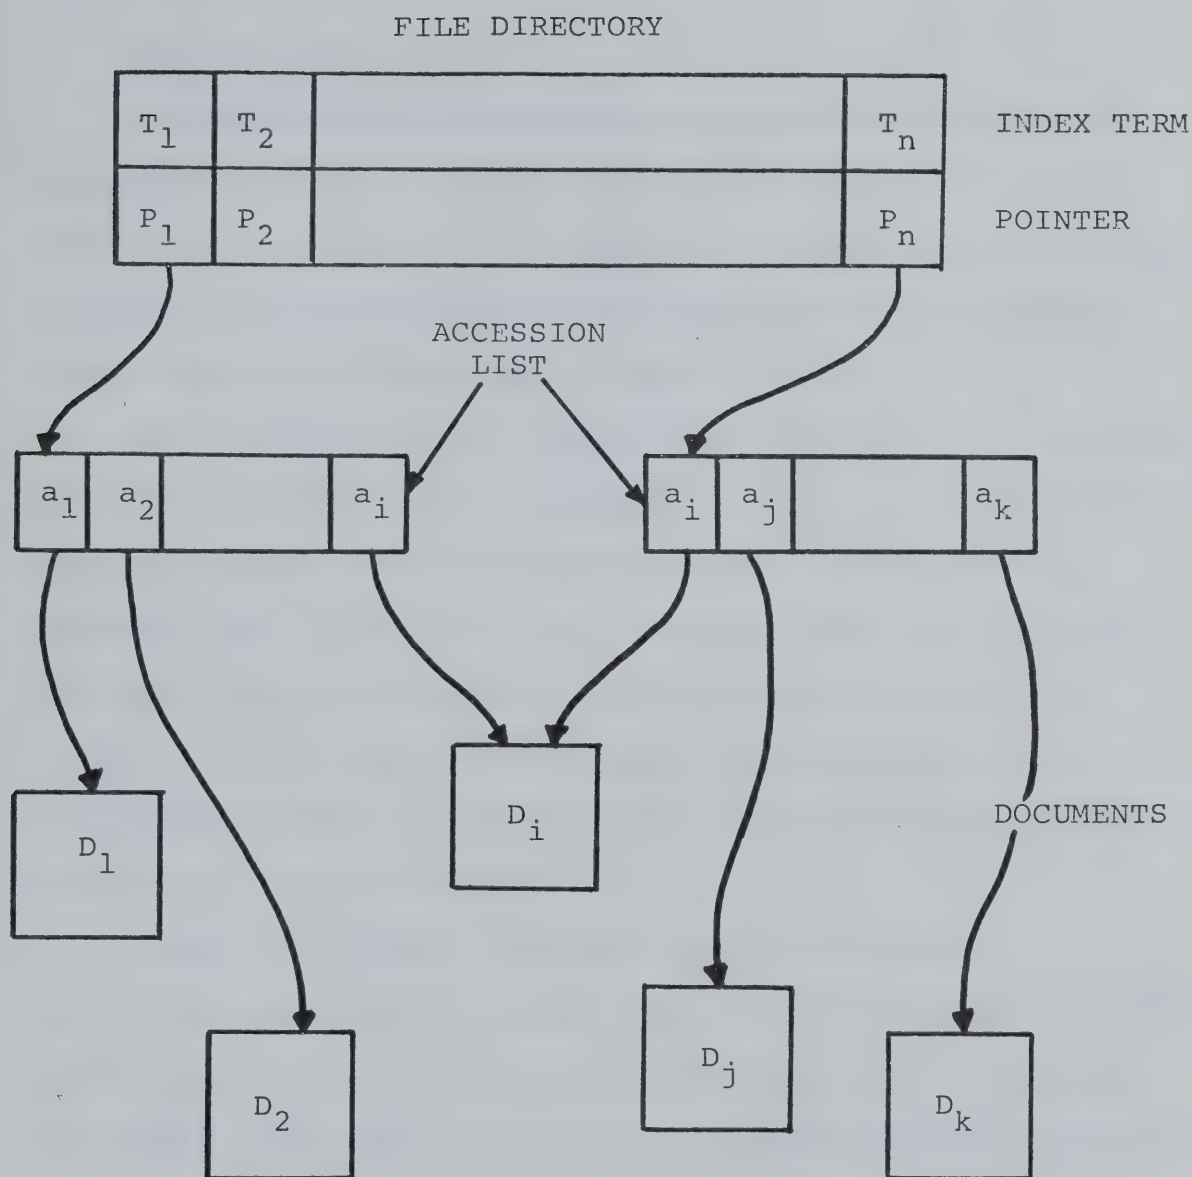 FILE DIRECTORY
T₁ T₂ Tₙ INDEX TERM
P₁ P₂ Pₙ POINTER
ACCESSION
LIST
a₁ a₂ aᵢ aᵢ aⱼ aₖ
Dᵢ
DOCUMENTS
D₁
Dⱼ
D₂ Dₖ